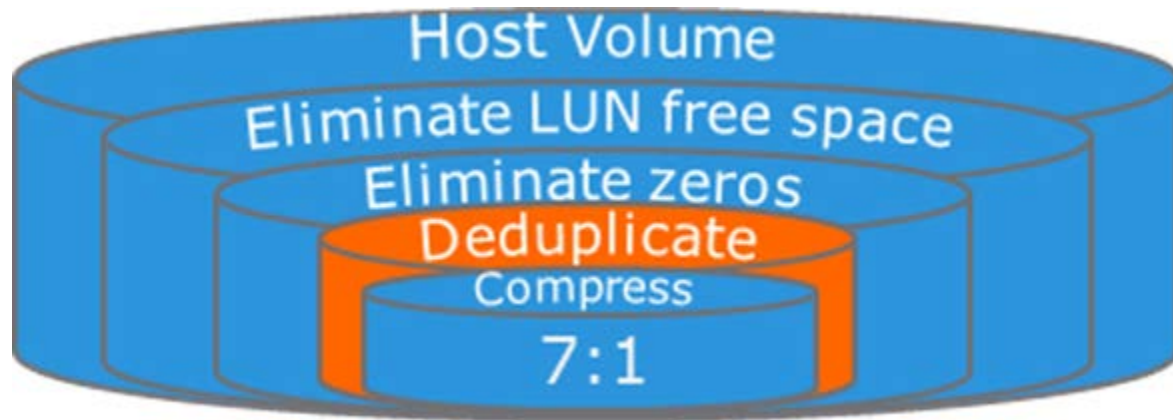 Host Volume
Eliminate LUN free space
Eliminate zeros
Deduplicate
Compress
7:1